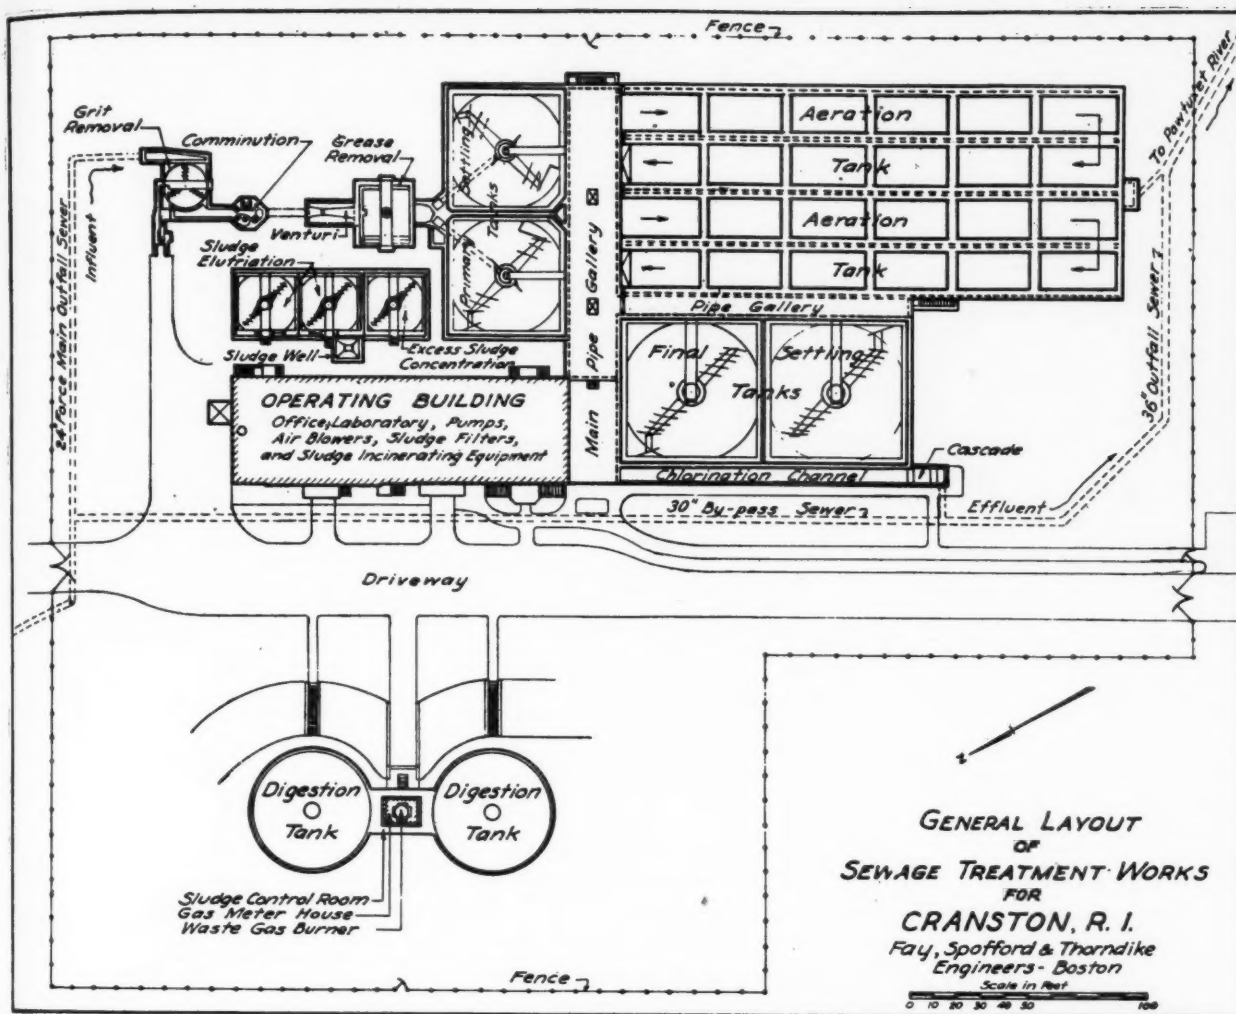 Fence
To Pawtuxet River
Grit
Removal
Comminution
Grease
Removal
Settling
Tanks
Primary
Aeration
Tank
Aeration
Tank
Influent
24" Force Main Outfall Sewer
Venturi
Sludge
Elutriation
Sludge Well
Excess Sludge
Concentration
Main Pipe Gallery
Pipe Gallery
Final Settling
Tanks
36" Outfall Sewer
OPERATING BUILDING
Office, Laboratory, Pumps,
Air Blowers, Sludge Filters,
and Sludge Incinerating Equipment
Cascade
Chlorination Channel
30" By-pass Sewer
Effluent
Driveway
Digestion
Tank
Digestion
Tank
Sludge Control Room
Gas Meter House
Waste Gas Burner
Fence
Z
GENERAL LAYOUT
OF
SEWAGE TREATMENT WORKS
FOR
CRANSTON, R. I.
Fay, Spofford & Thorndike
Engineers - Boston
Scale in Feet
0 10 20 30 40 50 100